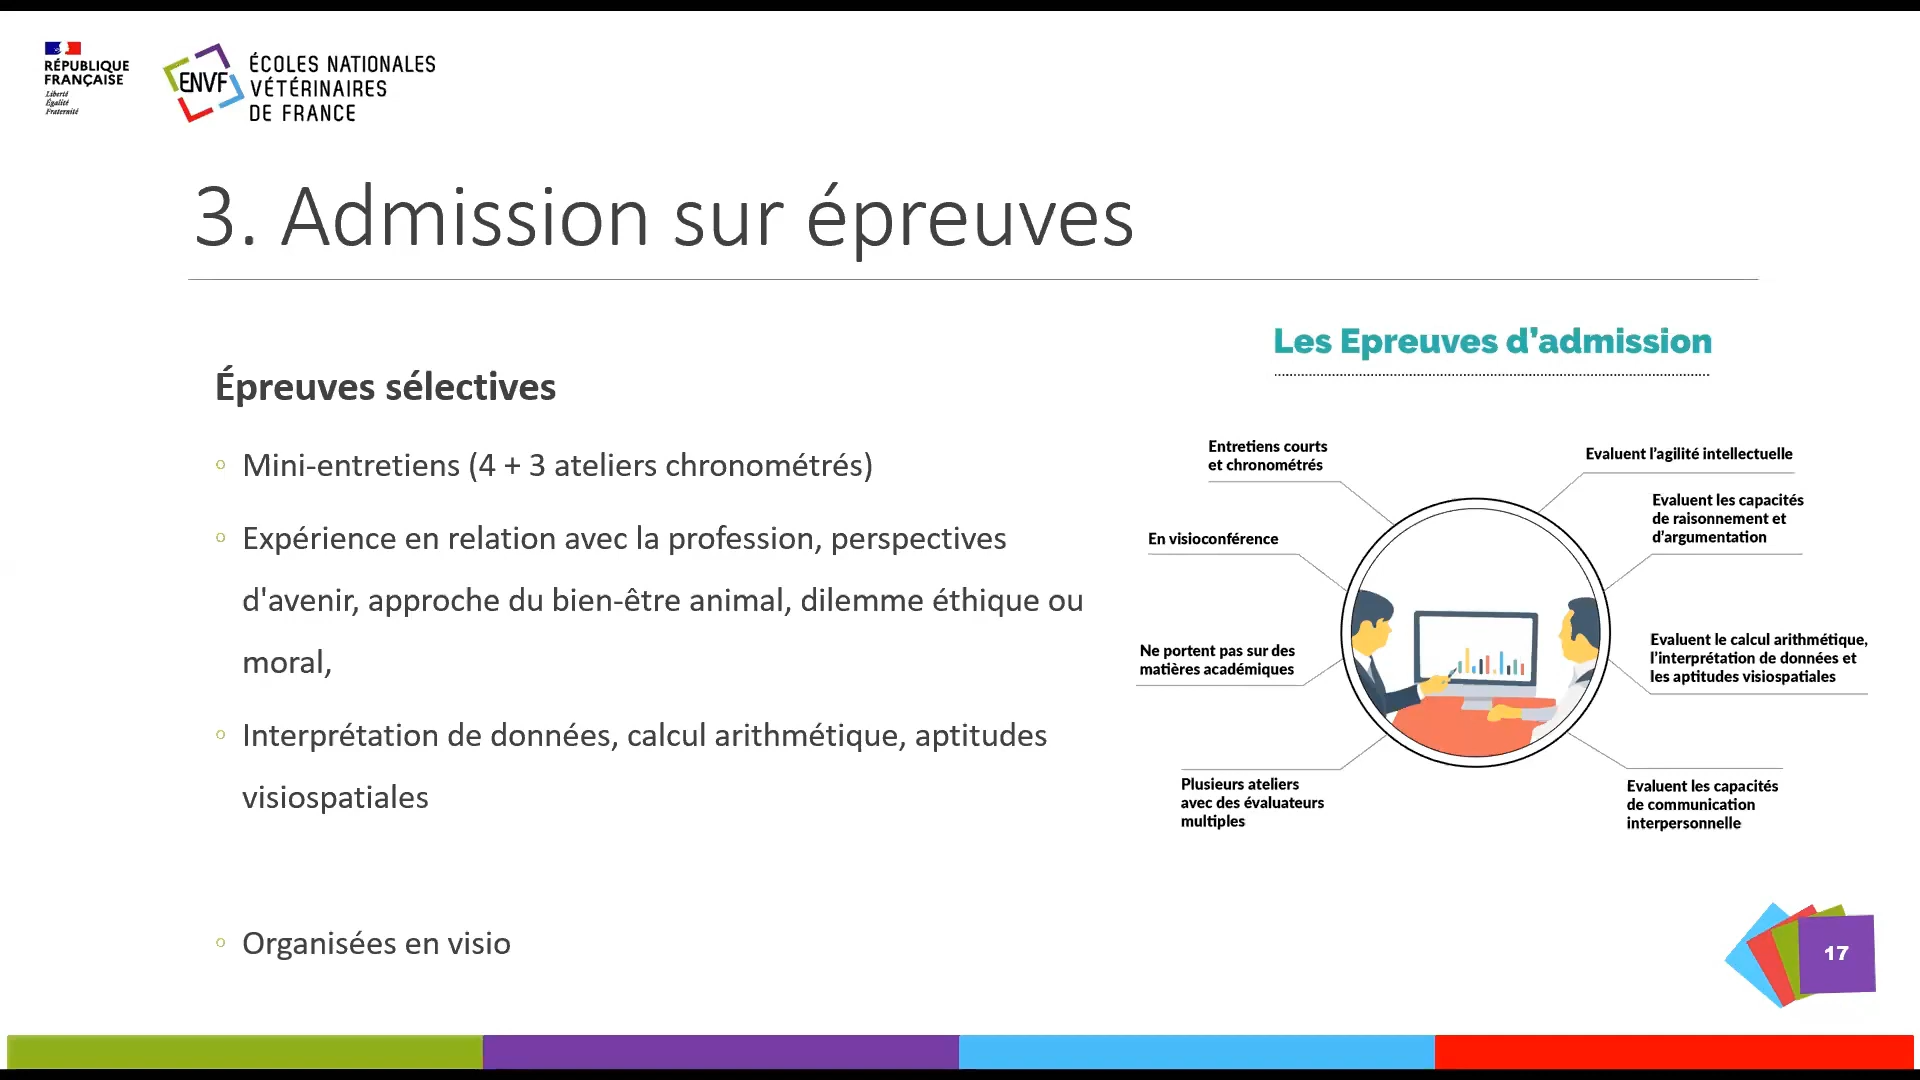 RÉPUBLIQUE
FRANÇAISE
Liberté
Égalité
Fraternité
ENVF
ÉCOLES NATIONALES
VÉTÉRINAIRES
DE FRANCE
3. Admission sur épreuves
Épreuves sélectives
◦ Mini-entretiens (4 + 3 ateliers chronométrés)
◦ Expérience en relation avec la profession, perspectives
d'avenir, approche du bien-être animal, dilemme éthique ou
moral,
◦ Interprétation de données, calcul arithmétique, aptitudes
visiospatiales
◦ Organisées en visio
Les Epreuves d'admission
Entretiens courts
et chronométrés
En visioconférence
Ne portent pas sur des
matières académiques
Plusieurs ateliers
avec des évaluateurs
multiples
Evaluent l'agilité intellectuelle
Evaluent les capacités
de raisonnement et
d'argumentation
Evaluent le calcul arithmétique,
l'interprétation de données et
les aptitudes visiospatiales
Evaluent les capacités
de communication
interpersonnelle
17